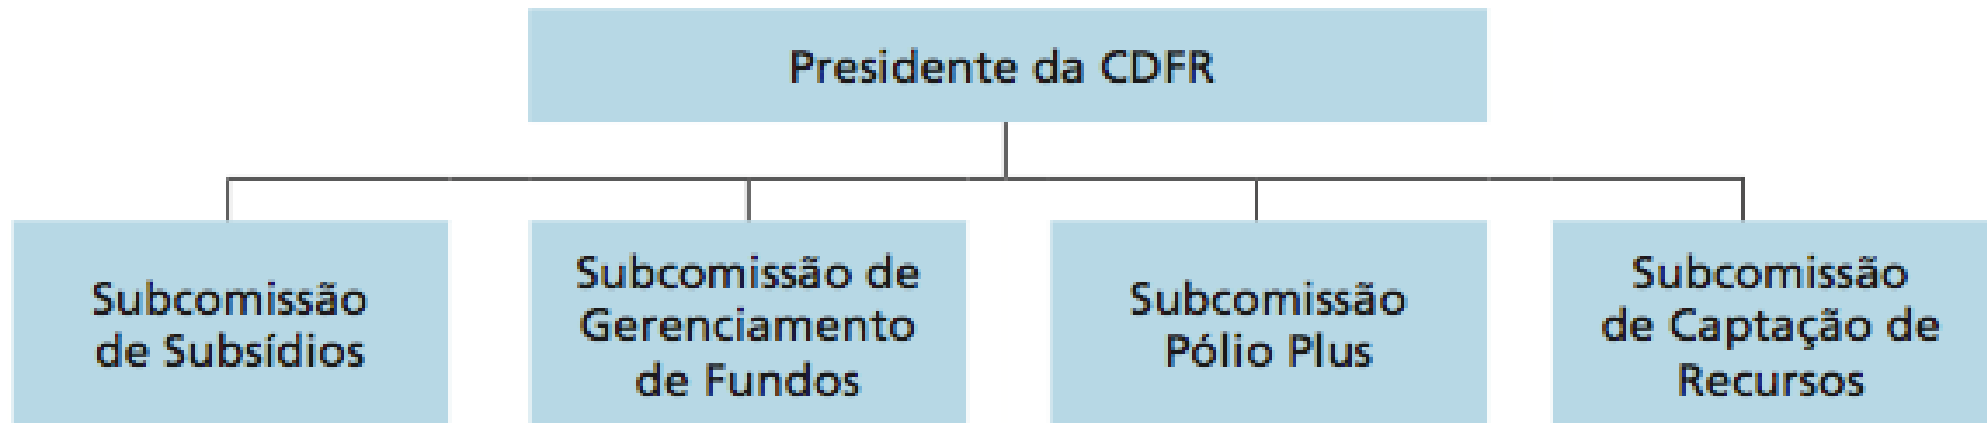 Presidente da CDFR
Subcomissão
de Subsídios
Subcomissão de
Gerenciamento
de Fundos
Subcomissão
Pólio Plus
Subcomissão
de Captação de
Recursos